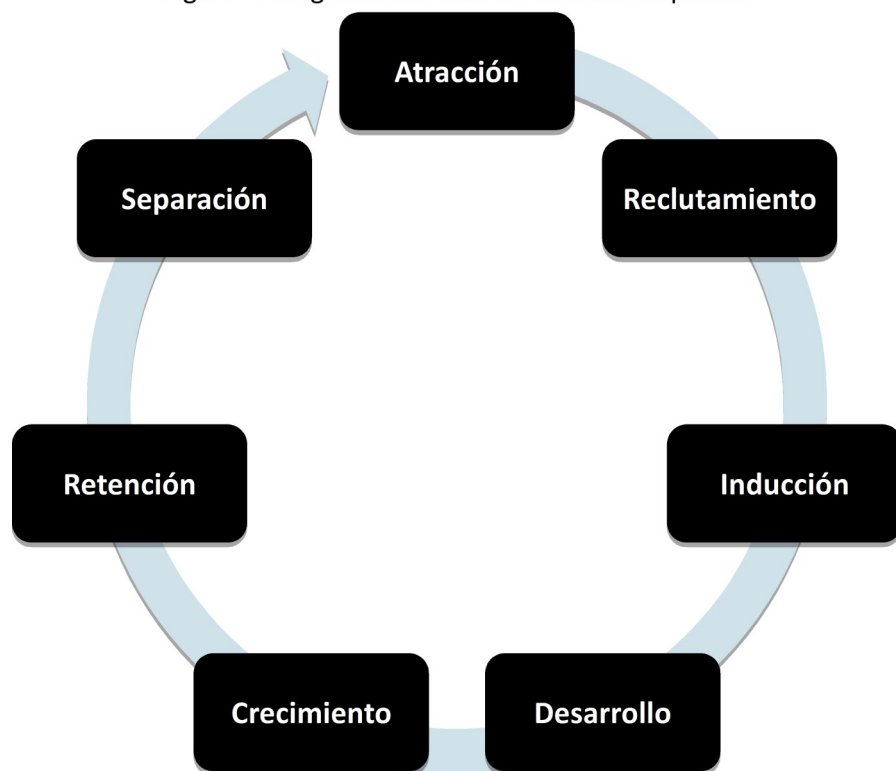 Atracción
Reclutamiento
Inducción
Desarrollo
Crecimiento
Retención
Separación